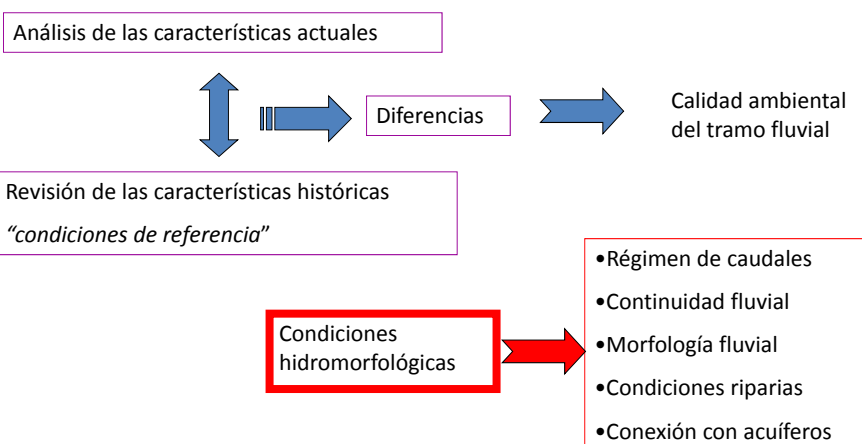 Análisis de las características actuales
Diferencias
Calidad ambiental
del tramo fluvial
Revisión de las características históricas
“condiciones de referencia”
Condiciones
hidromorfológicas
•Régimen de caudales
•Continuidad fluvial
•Morfología fluvial
•Condiciones riparias
•Conexión con acuíferos